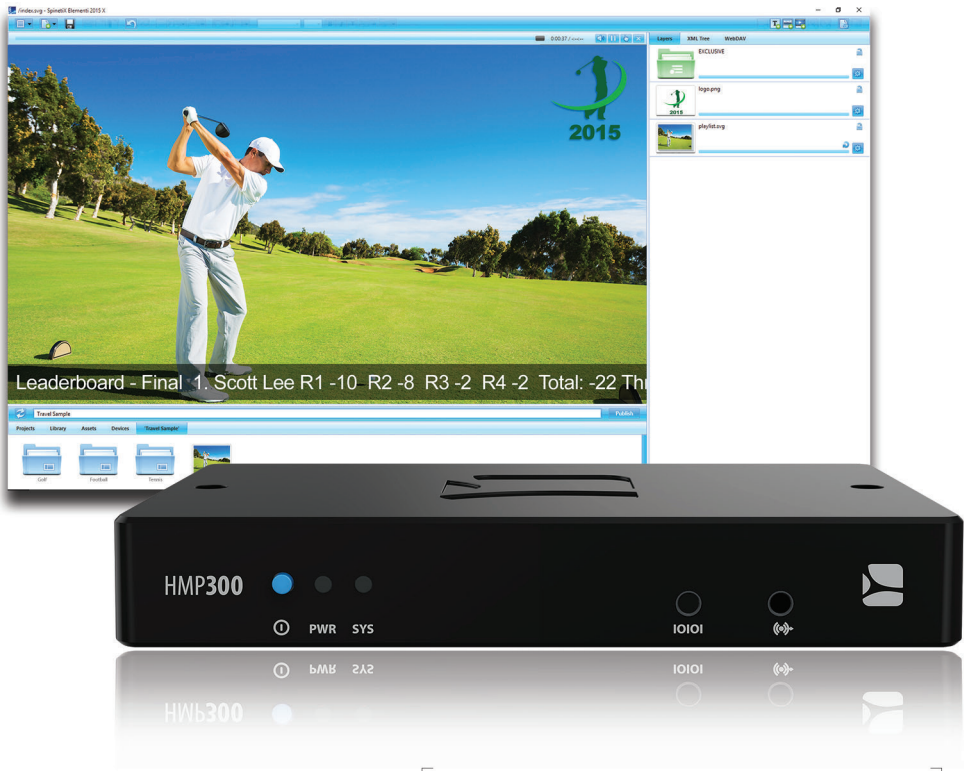 /index.svg - SpinetiX Elementi 2015 X
0:00:37 / --:--
Layers XML Tree WebDAV
EXCLUSIVE
logo.png
2015
playlist.svg
2015
Leaderboard - Final 1. Scott Lee R1 -10 R2 -8 R3 -2 R4 -2 Total: -22 Thr
Travel Sample
Publish
Projects Library Assets Devices 'Travel Sample'
Golf Football Tennis
HMP300
PWR SYS
IOIOI